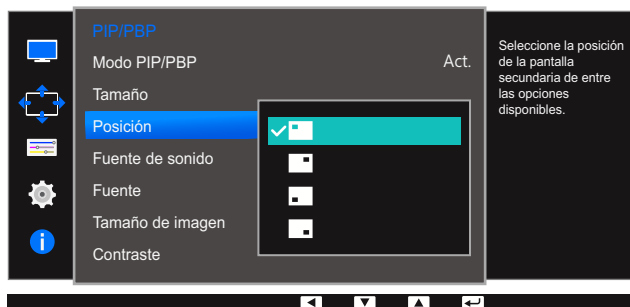 PIP/PBP
Modo PIP/PBP Act.
Tamaño
Posición
Fuente de sonido
Fuente
Tamaño de imagen
Contraste
Seleccione la posición
de la pantalla
secundaria de entre
las opciones
disponibles.